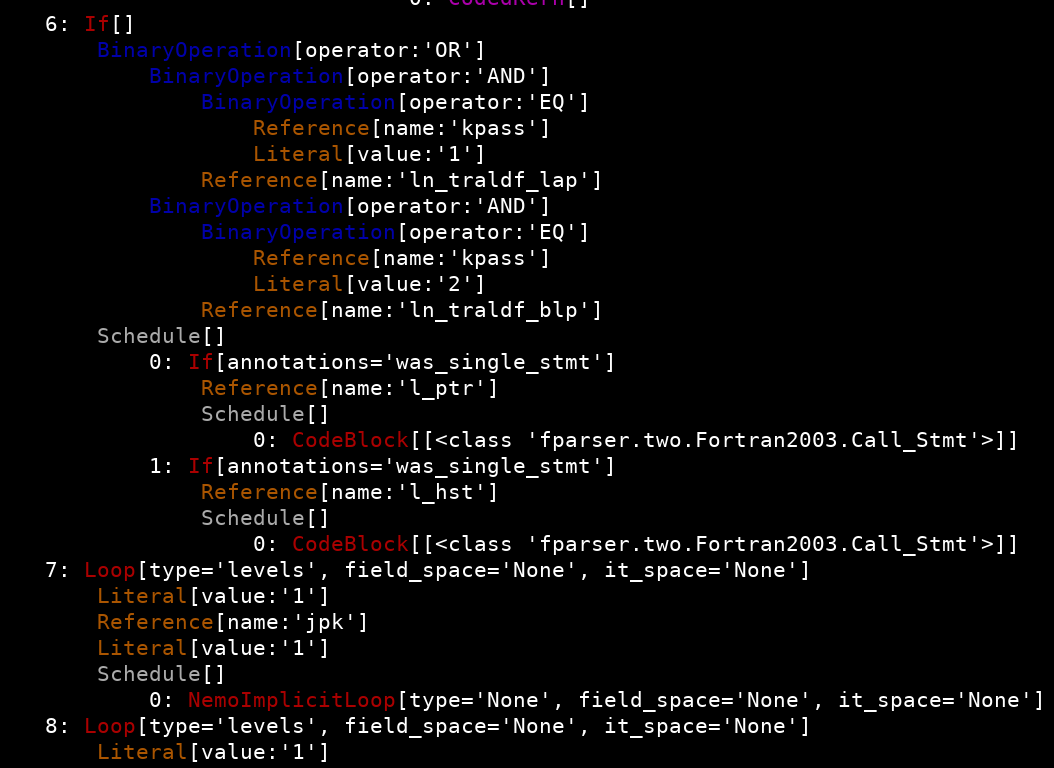 0: CodedKern[]
6: If[]
BinaryOperation[operator:'OR']
BinaryOperation[operator:'AND']
BinaryOperation[operator:'EQ']
Reference[name:'kpass']
Literal[value:'1']
Reference[name:'ln_traldf_lap']
BinaryOperation[operator:'AND']
BinaryOperation[operator:'EQ']
Reference[name:'kpass']
Literal[value:'2']
Reference[name:'ln_traldf_blp']
Schedule[]
0: If[annotations='was_single_stmt']
Reference[name:'l_ptr']
Schedule[]
0: CodeBlock[[<class 'fparser.two.Fortran2003.Call_Stmt'>]]
1: If[annotations='was_single_stmt']
Reference[name:'l_hst']
Schedule[]
0: CodeBlock[[<class 'fparser.two.Fortran2003.Call_Stmt'>]]
7: Loop[type='levels', field_space='None', it_space='None']
Literal[value:'1']
Reference[name:'jpk']
Literal[value:'1']
Schedule[]
0: NemoImplicitLoop[type='None', field_space='None', it_space='None']
8: Loop[type='levels', field_space='None', it_space='None']
Literal[value:'1']